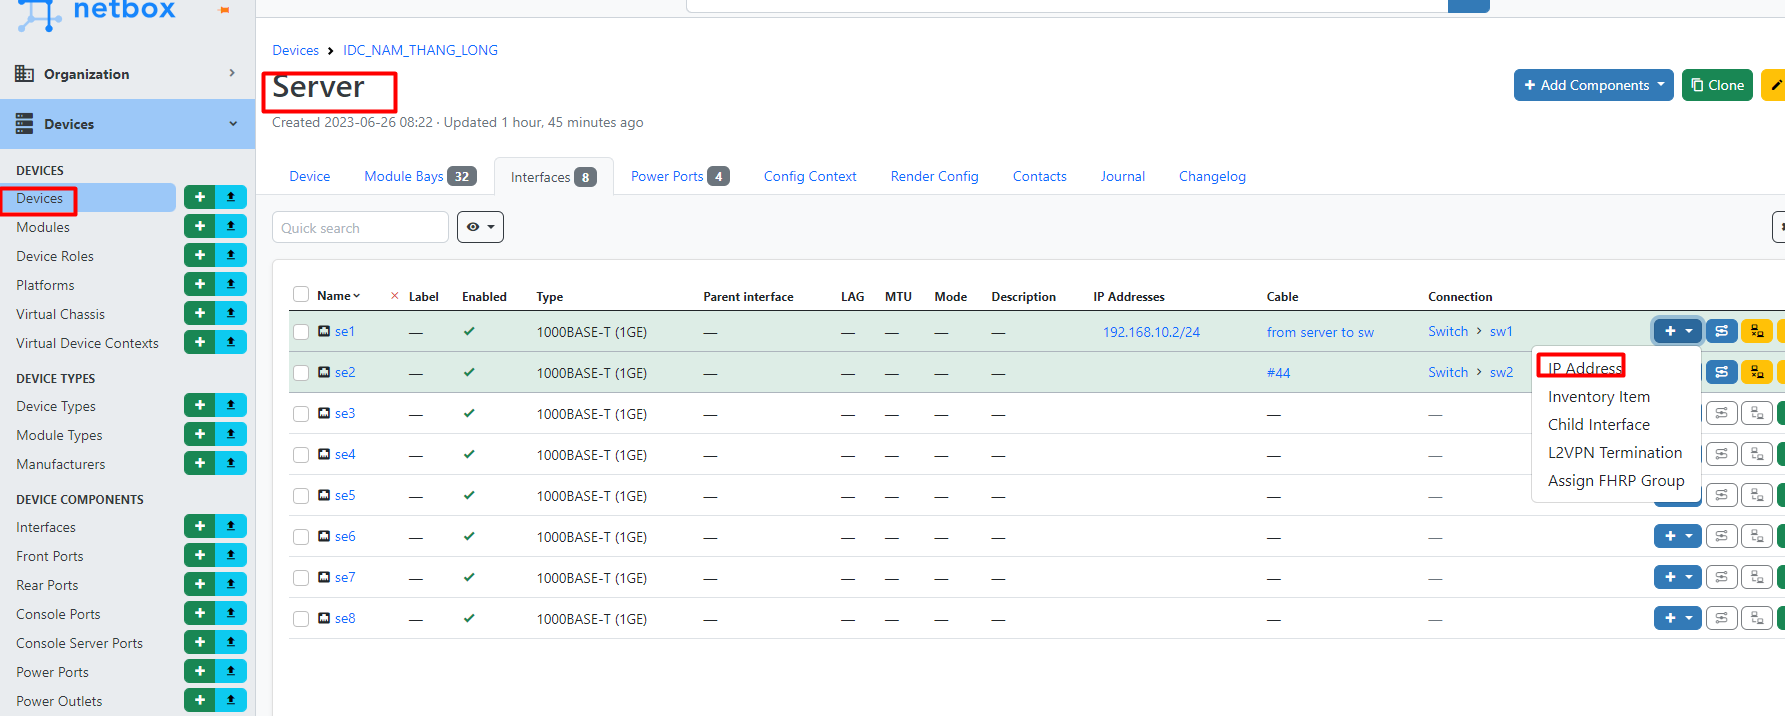 netbox
Organization
Devices
DEVICES
Devices
Modules
Device Roles
Platforms
Virtual Chassis
Virtual Device Contexts
DEVICE TYPES
Device Types
Module Types
Manufacturers
DEVICE COMPONENTS
Interfaces
Front Ports
Rear Ports
Console Ports
Console Server Ports
Power Ports
Power Outlets
Devices > IDC_NAM_THANG_LONG
Server
Created 2023-06-26 08:22 · Updated 1 hour, 45 minutes ago
+ Add Components
Clone
Device Module Bays 32 Interfaces 8 Power Ports 4 Config Context Render Config Contacts Journal Changelog
Quick search
Name × Label Enabled Type Parent interface LAG MTU Mode Description IP Addresses Cable Connection
se1 — ✔ 1000BASE-T (1GE) — — — — — 192.168.10.2/24 from server to sw Switch > sw1
se2 — ✔ 1000BASE-T (1GE) — — — — — #44 Switch > sw2
se3 — ✔ 1000BASE-T (1GE) — — — — — — —
se4 — ✔ 1000BASE-T (1GE) — — — — — — —
se5 — ✔ 1000BASE-T (1GE) — — — — — — —
se6 — ✔ 1000BASE-T (1GE) — — — — — — —
se7 — ✔ 1000BASE-T (1GE) — — — — — — —
se8 — ✔ 1000BASE-T (1GE) — — — — — — —
IP Address
Inventory Item
Child Interface
L2VPN Termination
Assign FHRP Group